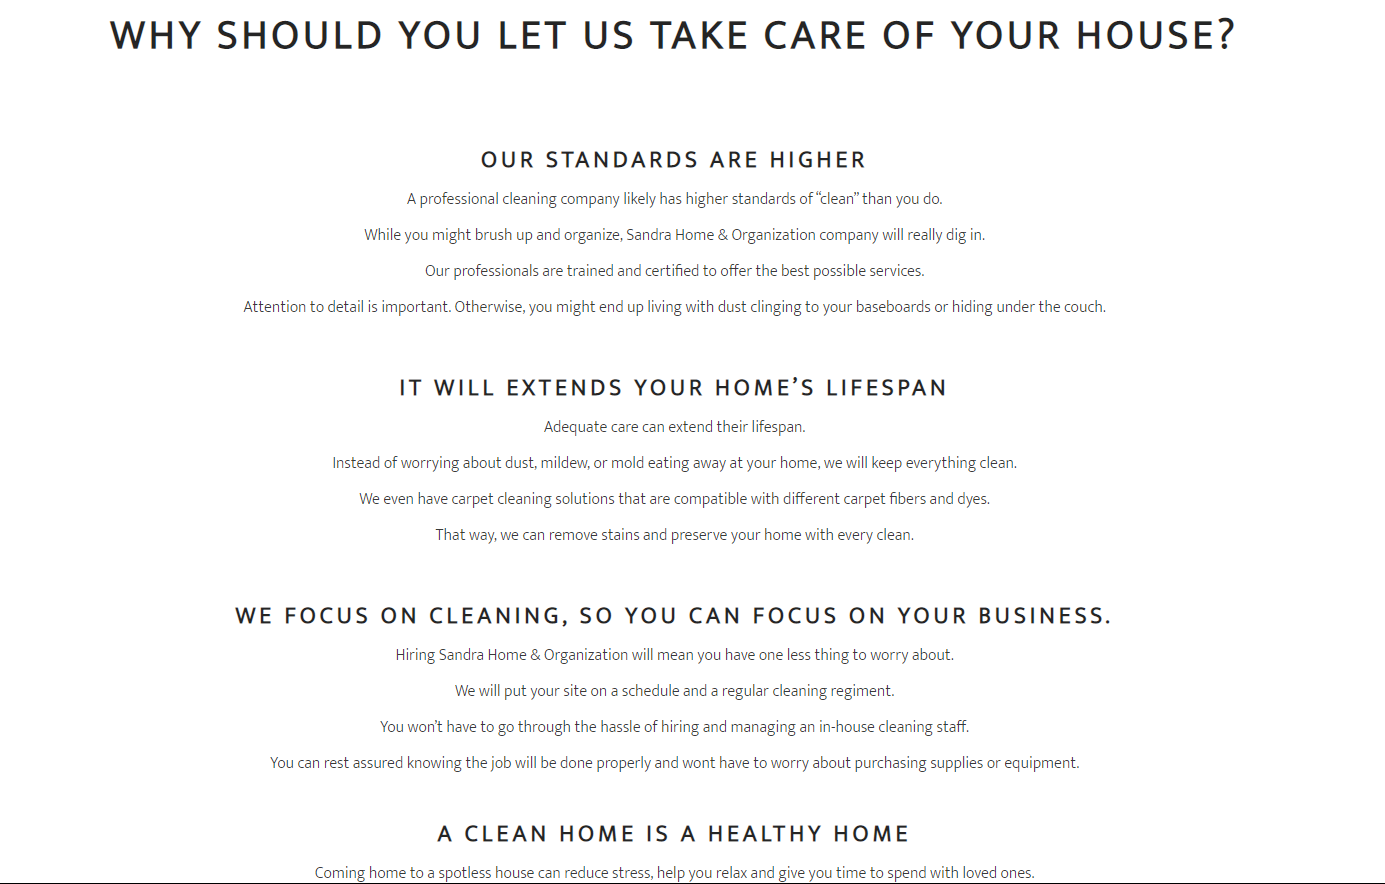 WHY SHOULD YOU LET US TAKE CARE OF YOUR HOUSE?
OUR STANDARDS ARE HIGHER
A professional cleaning company likely has higher standards of “clean” than you do.
While you might brush up and organize, Sandra Home & Organization company will really dig in.
Our professionals are trained and certified to offer the best possible services.
Attention to detail is important. Otherwise, you might end up living with dust clinging to your baseboards or hiding under the couch.
IT WILL EXTENDS YOUR HOME’S LIFESPAN
Adequate care can extend their lifespan.
Instead of worrying about dust, mildew, or mold eating away at your home, we will keep everything clean.
We even have carpet cleaning solutions that are compatible with different carpet fibers and dyes.
That way, we can remove stains and preserve your home with every clean.
WE FOCUS ON CLEANING, SO YOU CAN FOCUS ON YOUR BUSINESS.
Hiring Sandra Home & Organization will mean you have one less thing to worry about.
We will put your site on a schedule and a regular cleaning regiment.
You won’t have to go through the hassle of hiring and managing an in-house cleaning staff.
You can rest assured knowing the job will be done properly and wont have to worry about purchasing supplies or equipment.
A CLEAN HOME IS A HEALTHY HOME
Coming home to a spotless house can reduce stress, help you relax and give you time to spend with loved ones.